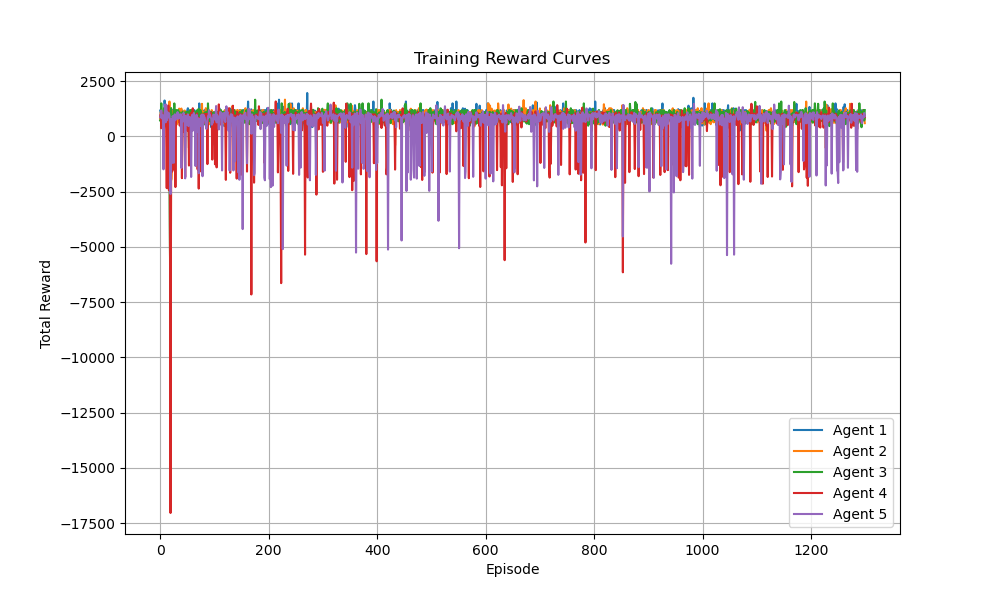 Training Reward Curves
Total Reward
2500
0
−2500
−5000
−7500
−10000
−12500
−15000
−17500
0 200 400 600 800 1000 1200
Episode
Agent 1
Agent 2
Agent 3
Agent 4
Agent 5